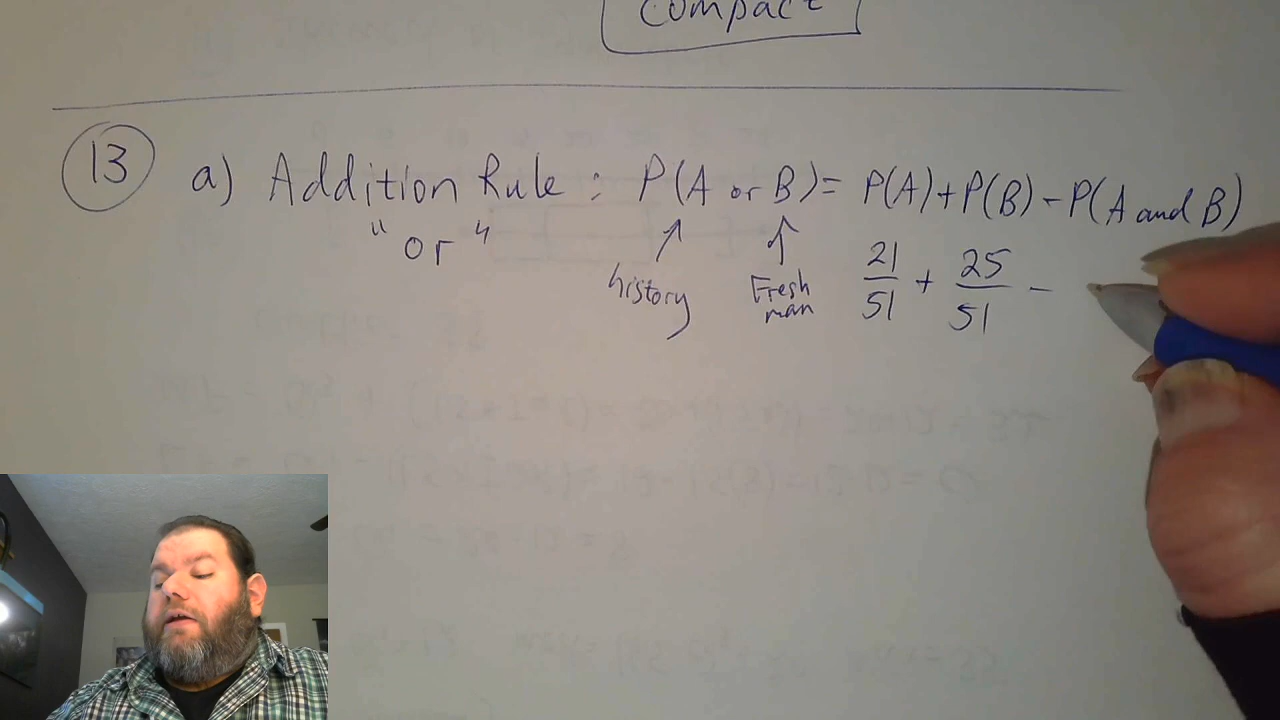 Compact
13 a) Addition Rule : P(A or B) = P(A) + P(B) - P(A and B)
"or"
history Fresh man 21/51 + 25/51 -